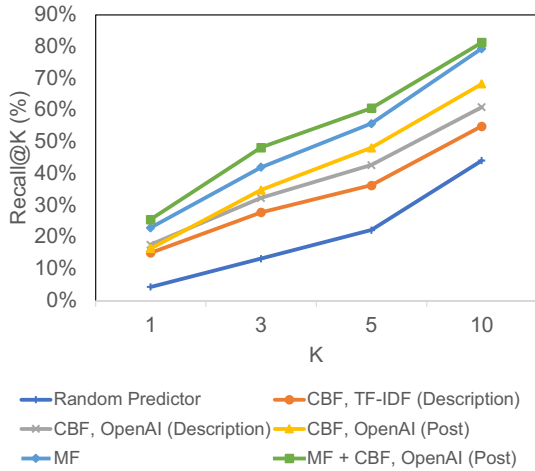 90%
80%
70%
60%
50%
40%
30%
20%
10%
0%
Recall@K (%)
1 3 5 10
K
Random Predictor CBF, TF-IDF (Description)
CBF, OpenAI (Description) CBF, OpenAI (Post)
MF MF + CBF, OpenAI (Post)